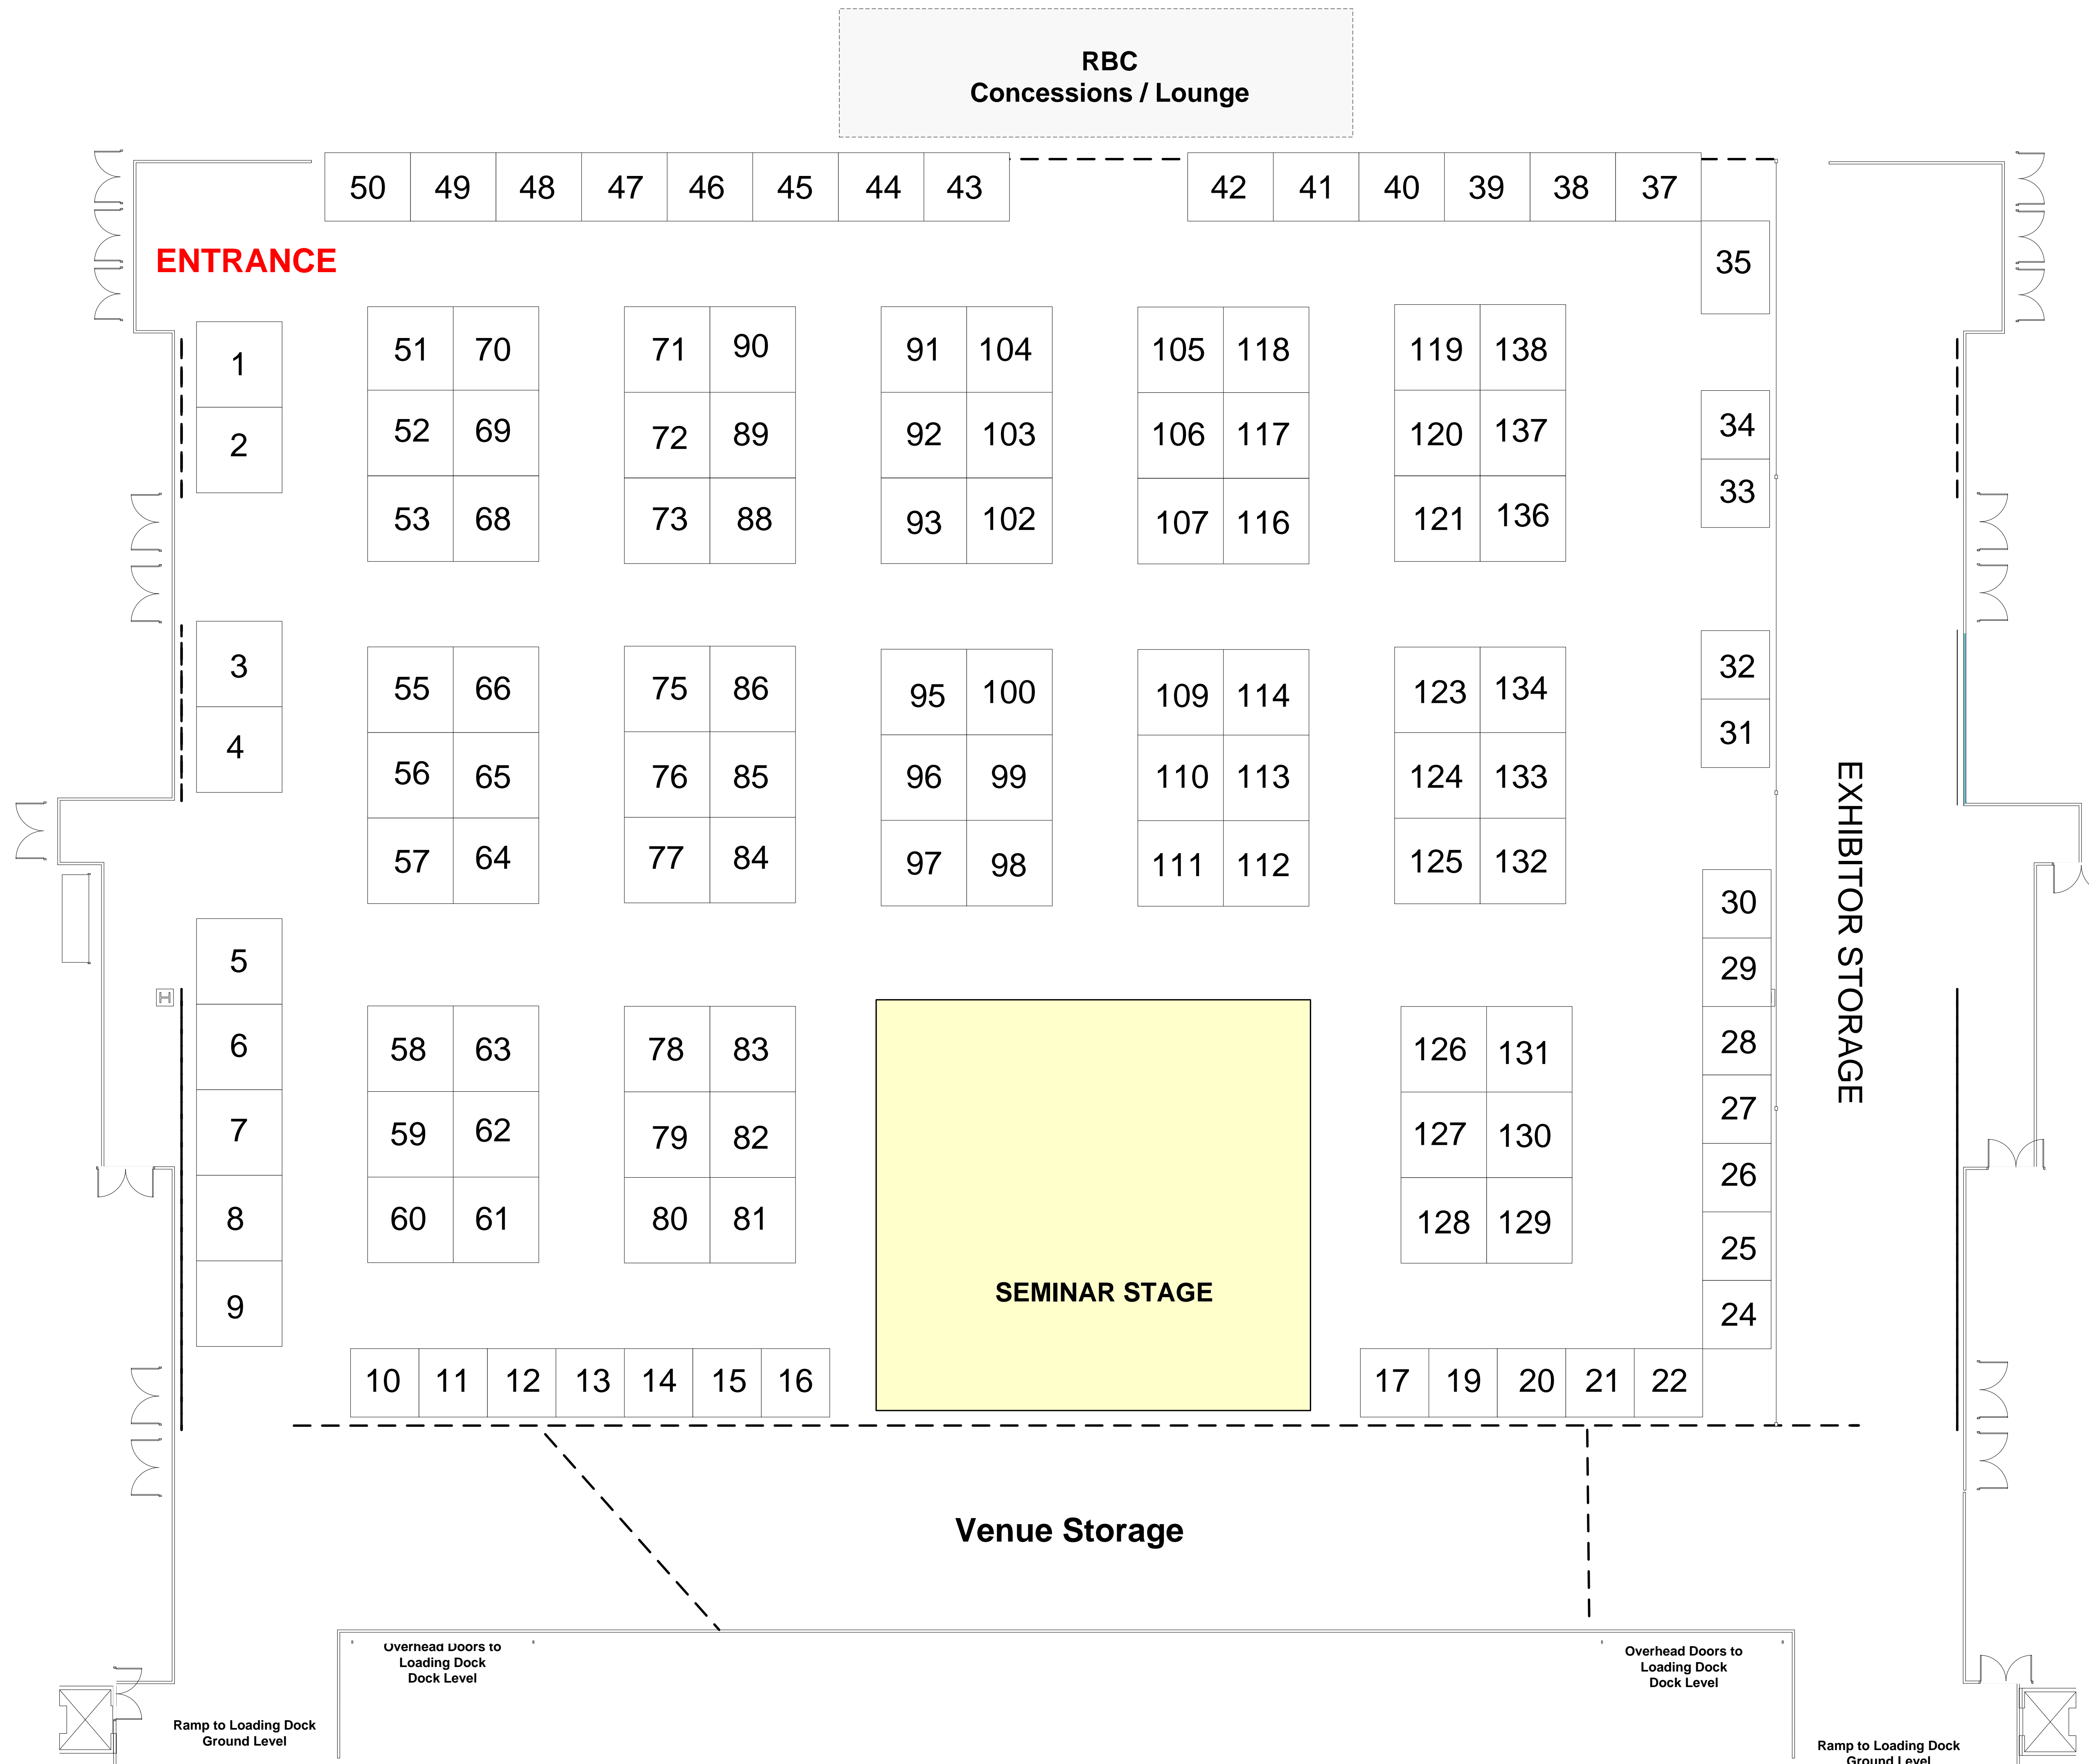 RBC
Concessions / Lounge
50 49 48 47 46 45 44 43 42 41 40 39 38 37
ENTRANCE
35
1
51 70 71 90 91 104 105 118 119 138
2
52 69 72 89 92 103 106 117 120 137 34
53 68 73 88 93 102 107 116 121 136 33
3
55 66 75 86 95 100 109 114 123 134 32
4
56 65 76 85 96 99 110 113 124 133 31
57 64 77 84 97 98 111 112 125 132
30
EXHIBITOR STORAGE
5
29
6
58 63 78 83 126 131 28
7
59 62 79 82 127 130 27
26
8
60 61 80 81 128 129 25
SEMINAR STAGE
9
24
10 11 12 13 14 15 16 17 19 20 21 22
Venue Storage
Overhead Doors to
Loading Dock
Dock Level
Overhead Doors to
Loading Dock
Dock Level
Ramp to Loading Dock
Ground Level
Ramp to Loading Dock
Ground Level